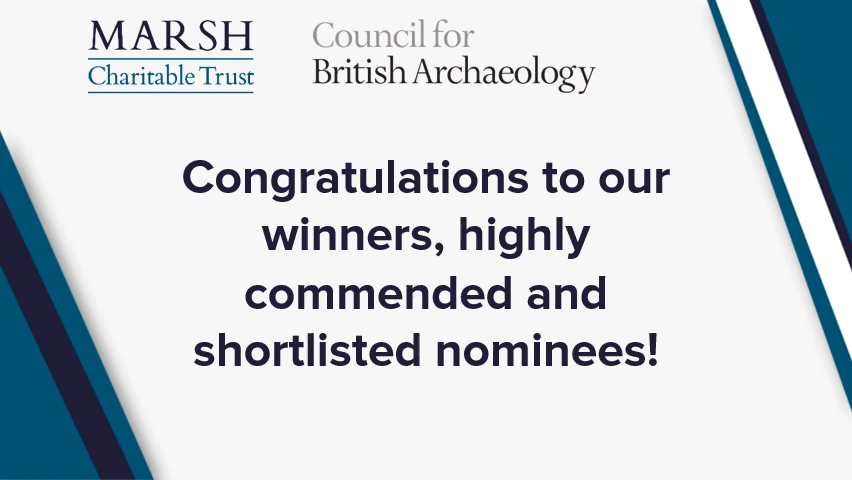 MARSH
Charitable Trust
Council for
British Archaeology
Congratulations to our
winners, highly
commended and
shortlisted nominees!